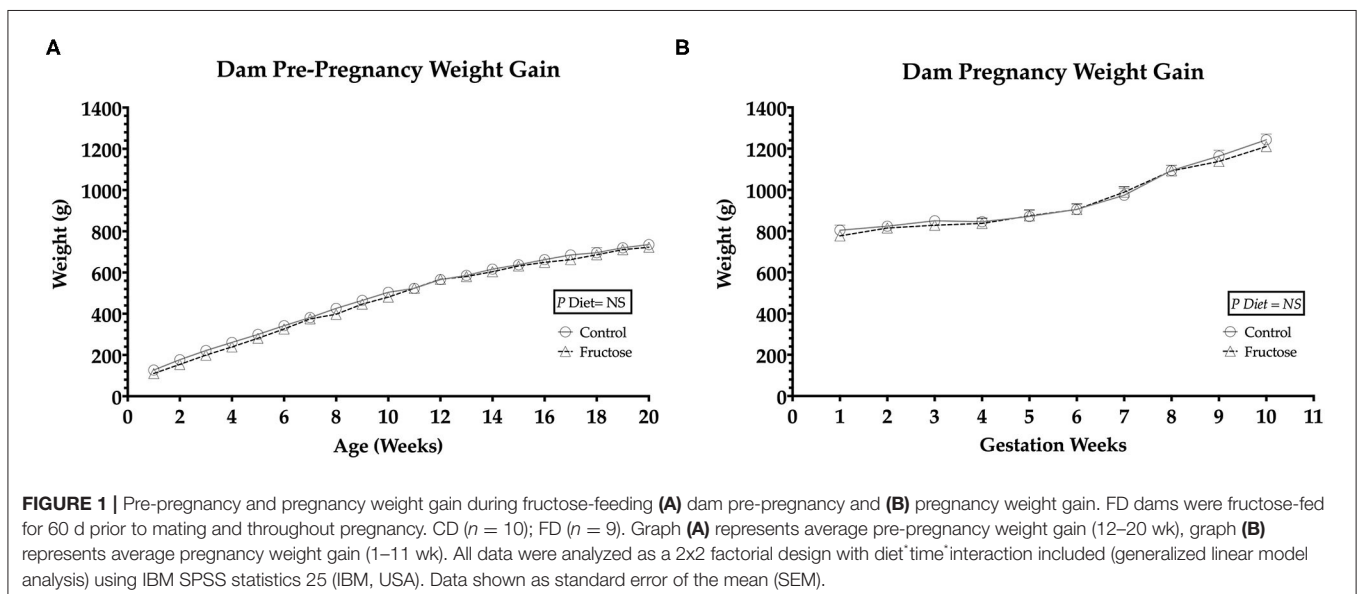 A
Dam Pre-Pregnancy Weight Gain
1400
1200
1000
800
600
400
200
0
Weight (g)
0 2 4 6 8 10 12 14 16 18 20
Age (Weeks)
P Diet= NS
Control
Fructose
B
Dam Pregnancy Weight Gain
1400
1200
1000
800
600
400
200
0
Weight (g)
0 1 2 3 4 5 6 7 8 9 10 11
Gestation Weeks
P Diet = NS
Control
Fructose
FIGURE 1 | Pre-pregnancy and pregnancy weight gain during fructose-feeding (A) dam pre-pregnancy and (B) pregnancy weight gain. FD dams were fructose-fed
for 60 d prior to mating and throughout pregnancy. CD (n = 10); FD (n = 9). Graph (A) represents average pre-pregnancy weight gain (12–20 wk), graph (B)
represents average pregnancy weight gain (1–11 wk). All data were analyzed as a 2x2 factorial design with diet*time*interaction included (generalized linear model
analysis) using IBM SPSS statistics 25 (IBM, USA). Data shown as standard error of the mean (SEM).